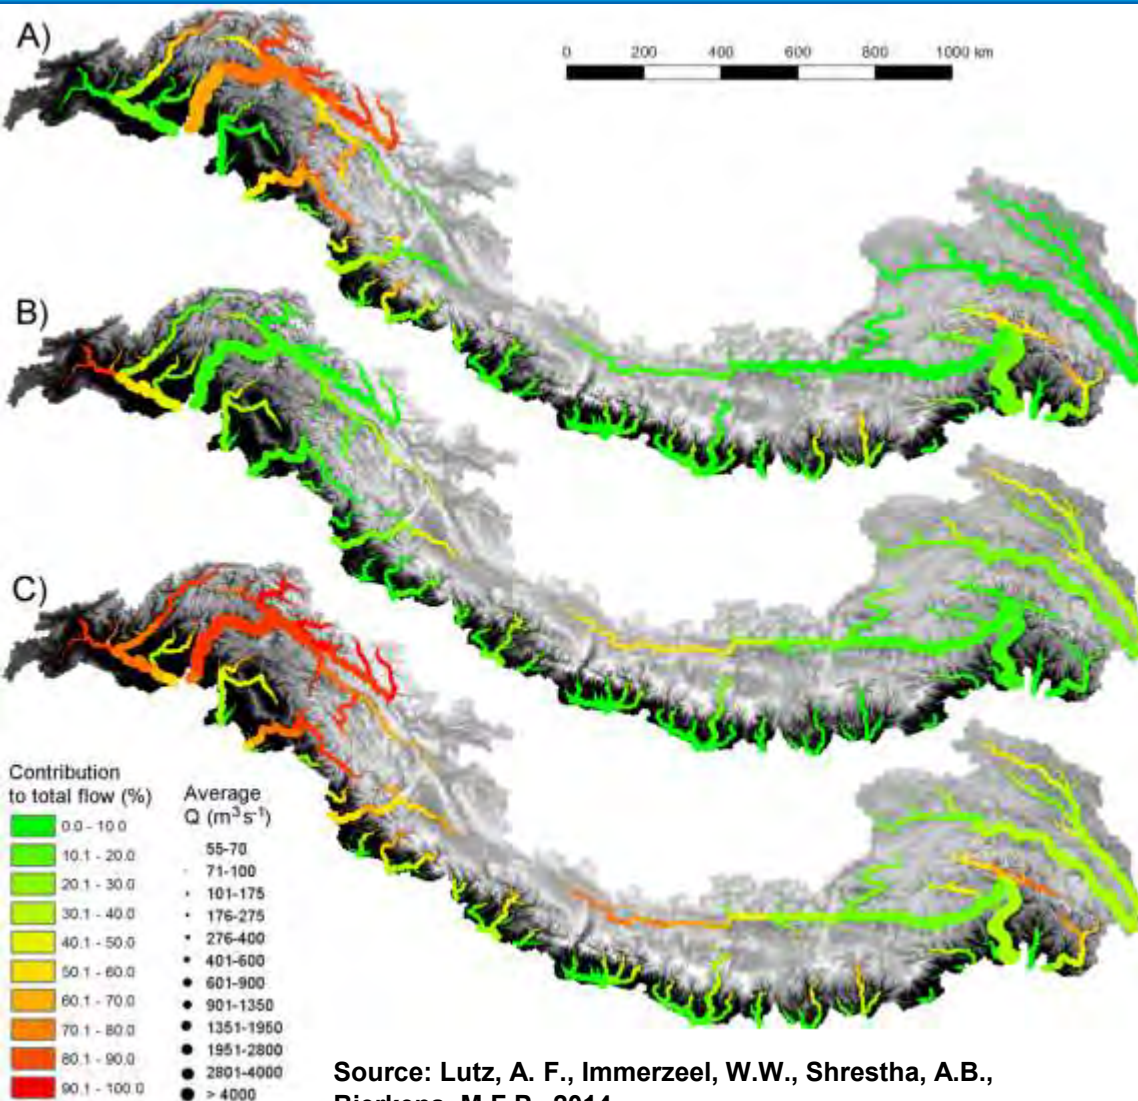 A)
0 200 400 600 800 1000 km
B)
C)
Contribution
to total flow (%)
0.0 - 10.0
10.1 - 20.0
20.1 - 30.0
30.1 - 40.0
40.1 - 50.0
50.1 - 60.0
60.1 - 70.0
70.1 - 80.0
80.1 - 90.0
90.1 - 100.0
Average
Q (m³s⁻¹)
55-70
71-100
101-175
176-275
276-400
401-600
601-900
901-1350
1351-1950
1951-2800
2801-4000
> 4000
Source: Lutz, A. F., Immerzeel, W.W., Shrestha, A.B.,
Bierkens, M.F.P., 2014